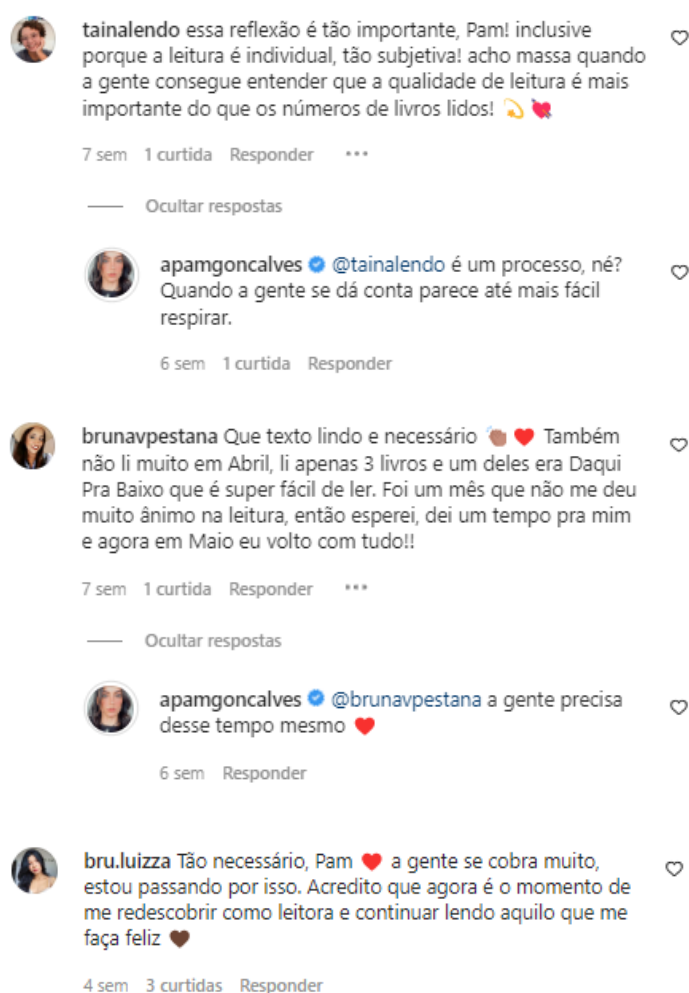 tainalendo essa reflexão é tão importante, Pam! inclusive
porque a leitura é individual, tão subjetiva! acho massa quando
a gente consegue entender que a qualidade de leitura é mais
importante do que os números de livros lidos! 💫 💘
7 sem 1 curtida Responder •••
Ocultar respostas
apamgoncalves @tainalendo é um processo, né?
Quando a gente se dá conta parece até mais fácil
respirar.
6 sem 1 curtida Responder
brunavpestana Que texto lindo e necessário 👏🏽 ❤️ Também
não li muito em Abril, li apenas 3 livros e um deles era Daqui
Pra Baixo que é super fácil de ler. Foi um mês que não me deu
muito ânimo na leitura, então esperei, dei um tempo pra mim
e agora em Maio eu volto com tudo!!
7 sem 1 curtida Responder •••
Ocultar respostas
apamgoncalves @brunavpestana a gente precisa
desse tempo mesmo ❤️
6 sem Responder
bru.luizza Tão necessário, Pam ❤️ a gente se cobra muito,
estou passando por isso. Acredito que agora é o momento de
me redescobrir como leitora e continuar lendo aquilo que me
faça feliz 🤎
4 sem 3 curtidas Responder